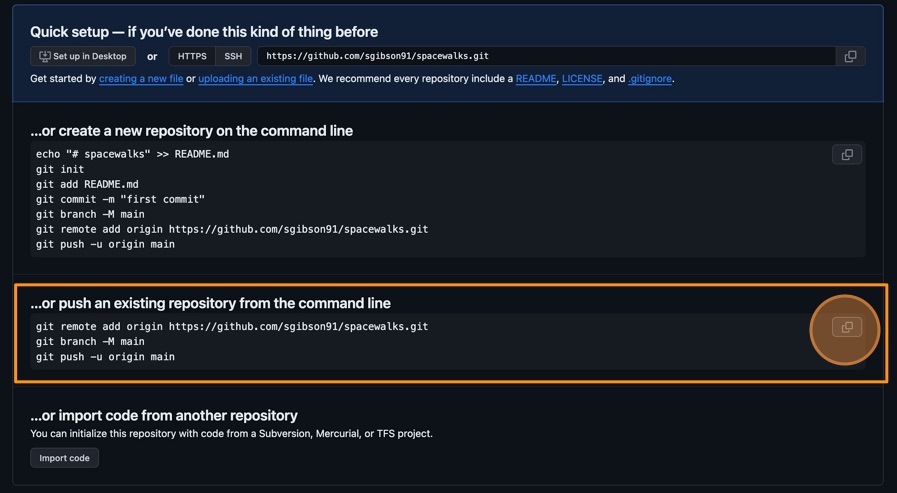 Quick setup — if you’ve done this kind of thing before
Set up in Desktop or HTTPS SSH https://github.com/sgibson91/spacewalks.git
Get started by creating a new file or uploading an existing file. We recommend every repository include a README, LICENSE, and .gitignore.
...or create a new repository on the command line
echo "# spacewalks" >> README.md
git init
git add README.md
git commit -m "first commit"
git branch -M main
git remote add origin https://github.com/sgibson91/spacewalks.git
git push -u origin main
...or push an existing repository from the command line
git remote add origin https://github.com/sgibson91/spacewalks.git
git branch -M main
git push -u origin main
...or import code from another repository
You can initialize this repository with code from a Subversion, Mercurial, or TFS project.
Import code